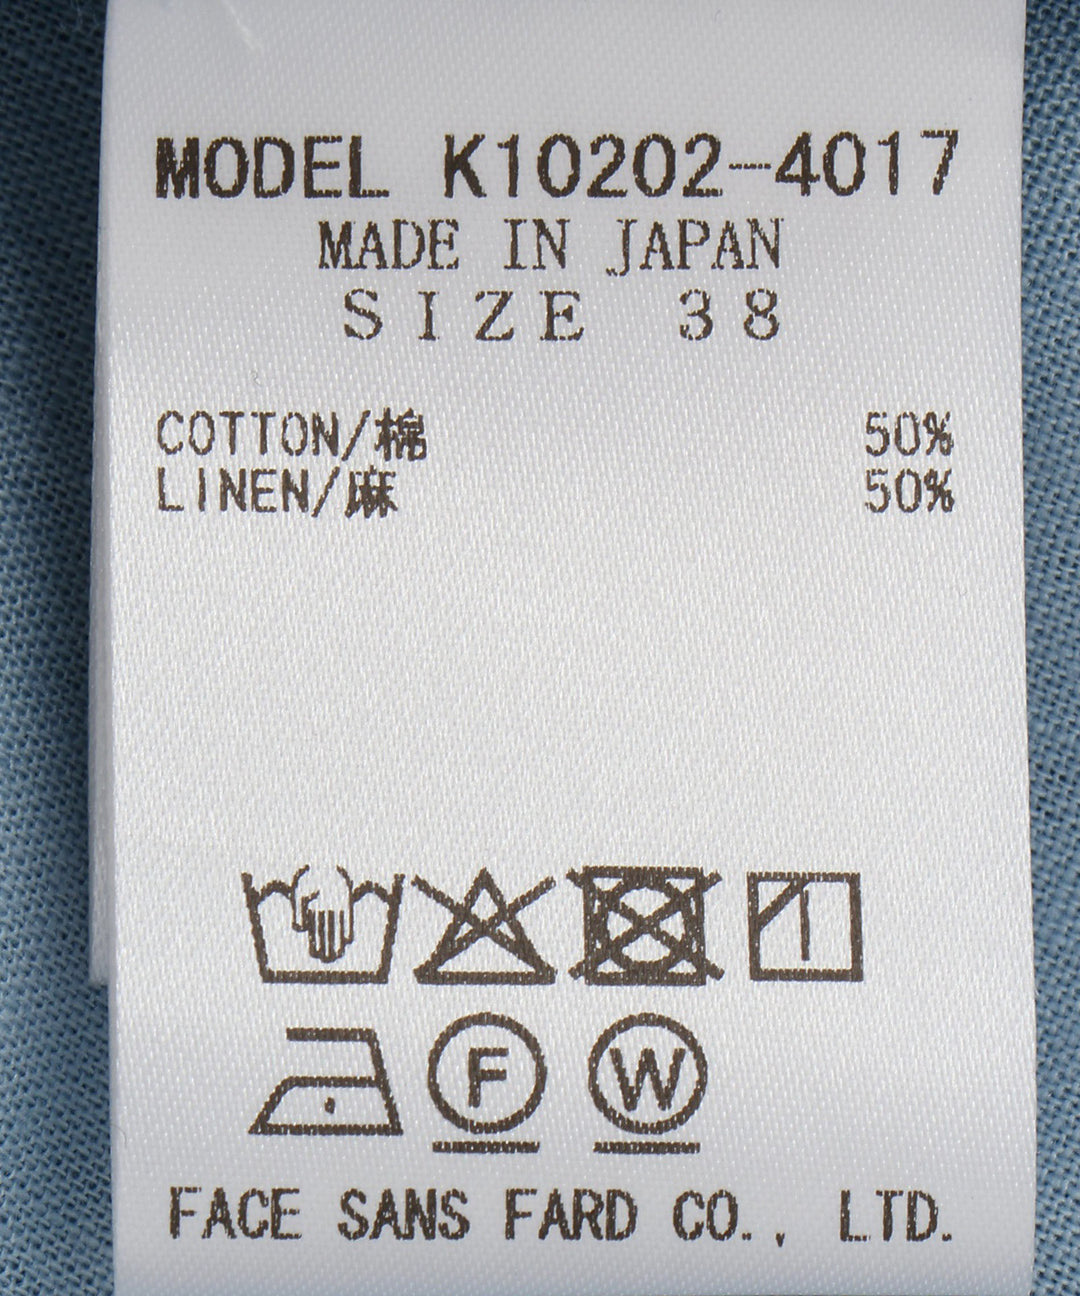 MODEL K10202-4017
MADE IN JAPAN
SIZE 38
COTTON/棉 50%
LINEN/麻 50%
F W
FACE SANS FARD CO., LTD.